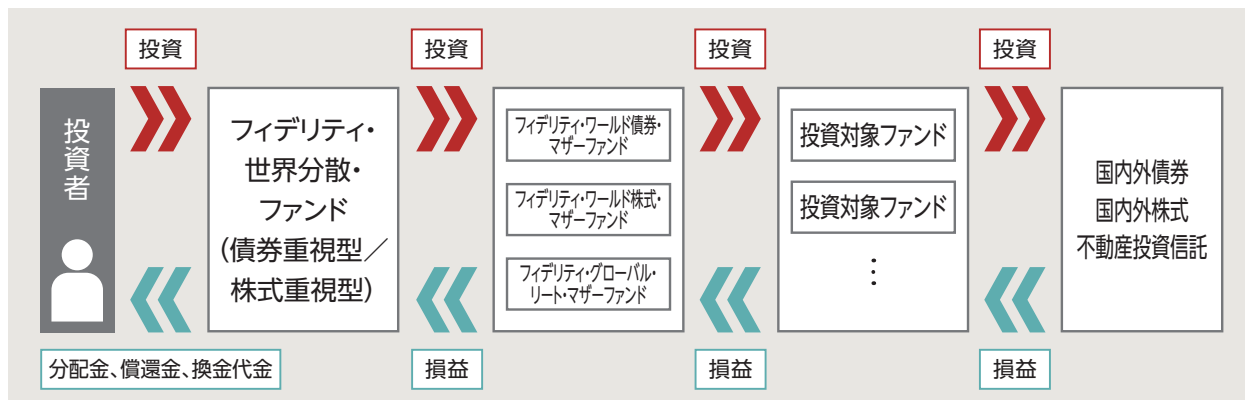 投資
投資
投資
投資
投資者
フィデリティ・
世界分散・
ファンド
(債券重視型／
株式重視型)
フィデリティ・ワールド債券・
マザーファンド
フィデリティ・ワールド株式・
マザーファンド
フィデリティ・グローバル・
リート・マザーファンド
投資対象ファンド
投資対象ファンド
⋮
国内外債券
国内外株式
不動産投資信託
分配金、償還金、換金代金
損益
損益
損益